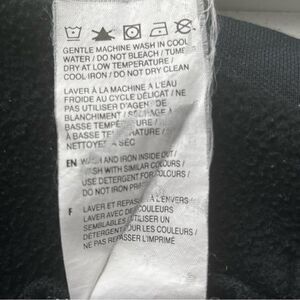 GENTLE MACHINE WASH IN COOL
WATER / DO NOT BLEACH / TUMBLE
DRY AT LOW TEMPERATURE /
COOL IRON / DO NOT DRY CLEAN
LAVER À LA MACHINE À L'EAU
FROIDE AU CYCLE DÉLICAT / NE
PAS UTILISER D'AGENT DE
BLANCHIMENT / SÉCHAGE À
BASSE TEMPÉRATURE /
À BASSE TEMPÉRATURE / NE
NETTOYER À SEC
EN WASH AND IRON INSIDE OUT /
WASH WITH SIMILAR COLOURS /
USE DETERGENT FOR COLOURS /
DO NOT IRON PRINT
F LAVER ET REPASSER À L'ENVERS /
LAVER AVEC DES COULEURS
SEMBLABLES / UTILISER UN
DÉTERGENT POUR LES COULEURS /
NE PAS REPASSER L'IMPRIMÉ